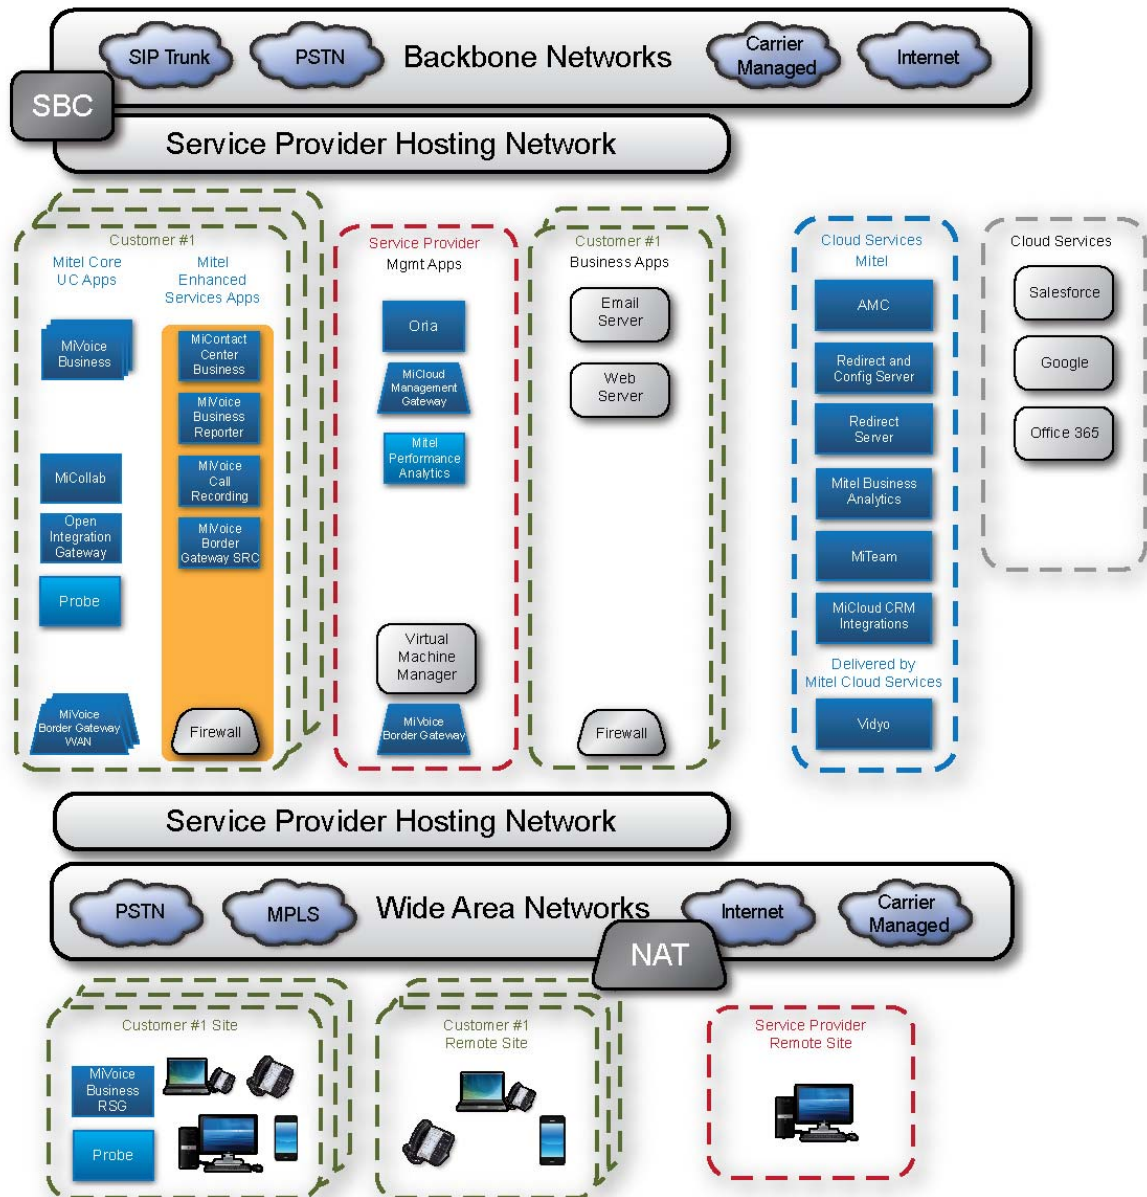 SIP Trunk
PSTN
Backbone Networks
Carrier
Managed
Internet
SBC
Service Provider Hosting Network
Customer #1
Mitel Core
UC Apps
Mitel
Enhanced
Services Apps
MiVoice
Business
MiCollab
Open
Integration
Gateway
Probe
MiVoice
Border Gateway
WAN
MiContact
Center
Business
MiVoice
Business
Reporter
MiVoice
Call
Recording
MiVoice
Border
Gateway SRC
Firewall
Service Provider
Mgmt Apps
Oria
MiCloud
Management
Gateway
Mitel
Performance
Analytics
Virtual
Machine
Manager
MiVoice
Border Gateway
Customer #1
Business Apps
Email
Server
Web
Server
Firewall
Cloud Services
Mitel
AMC
Redirect and
Config Server
Redirect
Server
Mitel Business
Analytics
MiTeam
MiCloud CRM
Integrations
Delivered by
Mitel Cloud Services
Vidyo
Cloud Services
Salesforce
Google
Office 365
Service Provider Hosting Network
PSTN
MPLS
Wide Area Networks
Internet
Carrier
Managed
NAT
Customer #1 Site
MiVoice
Business
RSG
Probe
Customer #1
Remote Site
Service Provider
Remote Site